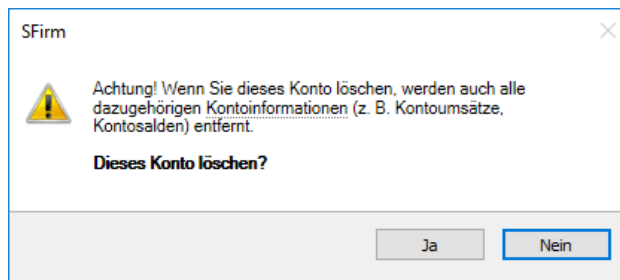 SFirm
Achtung! Wenn Sie dieses Konto löschen, werden auch alle
dazugehörigen Kontoinformationen (z. B. Kontoumsätze,
Kontosalden) entfernt.
Dieses Konto löschen?
Ja
Nein